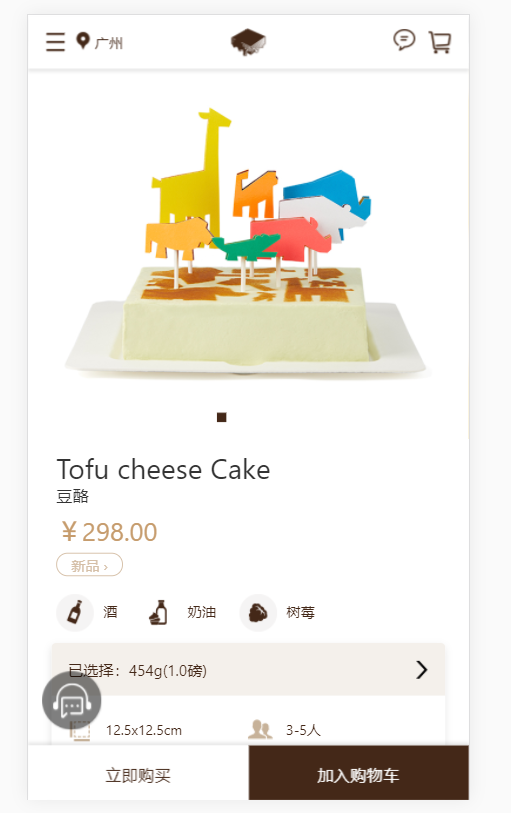 广州
Tofu cheese Cake
豆酪
￥298.00
新品 ›
酒 奶油 树莓
已选择：454g(1.0磅)
12.5x12.5cm 3-5人
立即购买 加入购物车